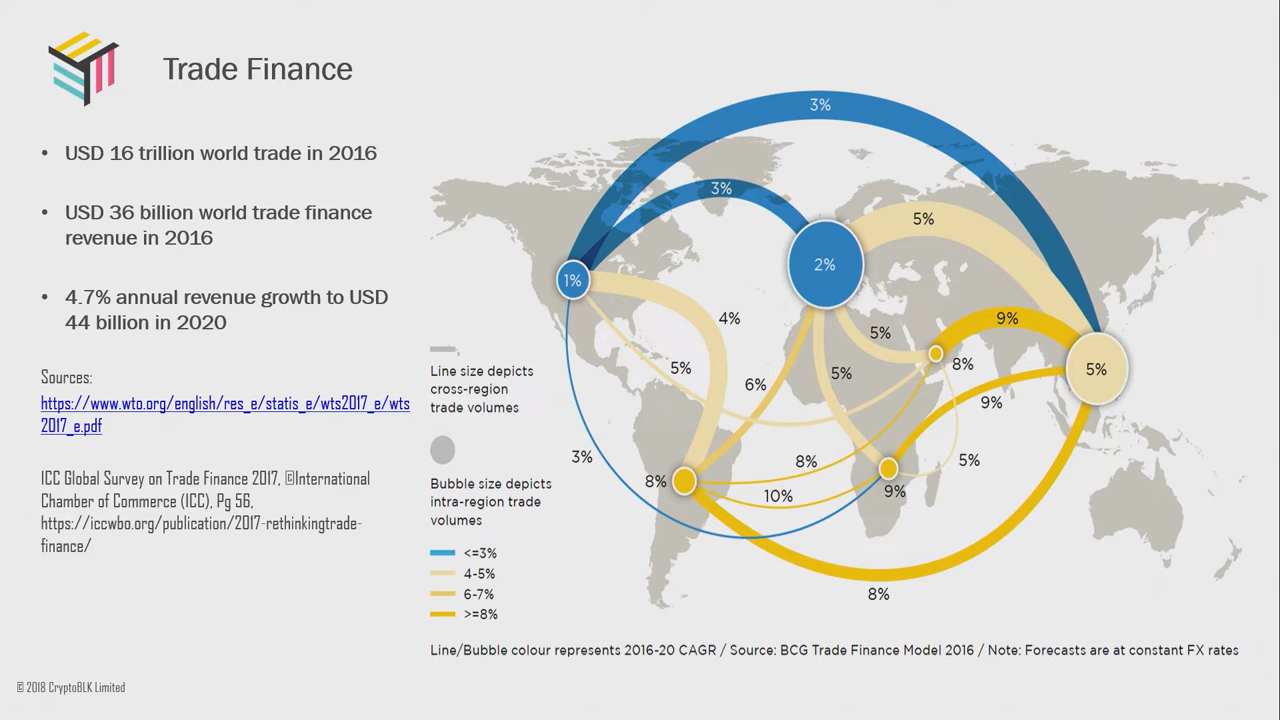 Trade Finance
• USD 16 trillion world trade in 2016
• USD 36 billion world trade finance
revenue in 2016
• 4.7% annual revenue growth to USD
44 billion in 2020
Sources:
https://www.wto.org/english/res_e/statis_e/wts2017_e/wts
2017_e.pdf
ICC Global Survey on Trade Finance 2017, ©International
Chamber of Commerce (ICC), Pg 56,
https://iccwbo.org/publication/2017-rethinkingtrade-
finance/
3%
3%
5%
2%
1%
4%
9%
5%
8%
5%
5%
5%
6%
9%
3%
8%
5%
8%
10%
9%
8%
Line size depicts
cross-region
trade volumes
Bubble size depicts
intra-region trade
volumes
<=3%
4-5%
6-7%
>=8%
Line/Bubble colour represents 2016-20 CAGR / Source: BCG Trade Finance Model 2016 / Note: Forecasts are at constant FX rates
© 2018 CryptoBLK Limited